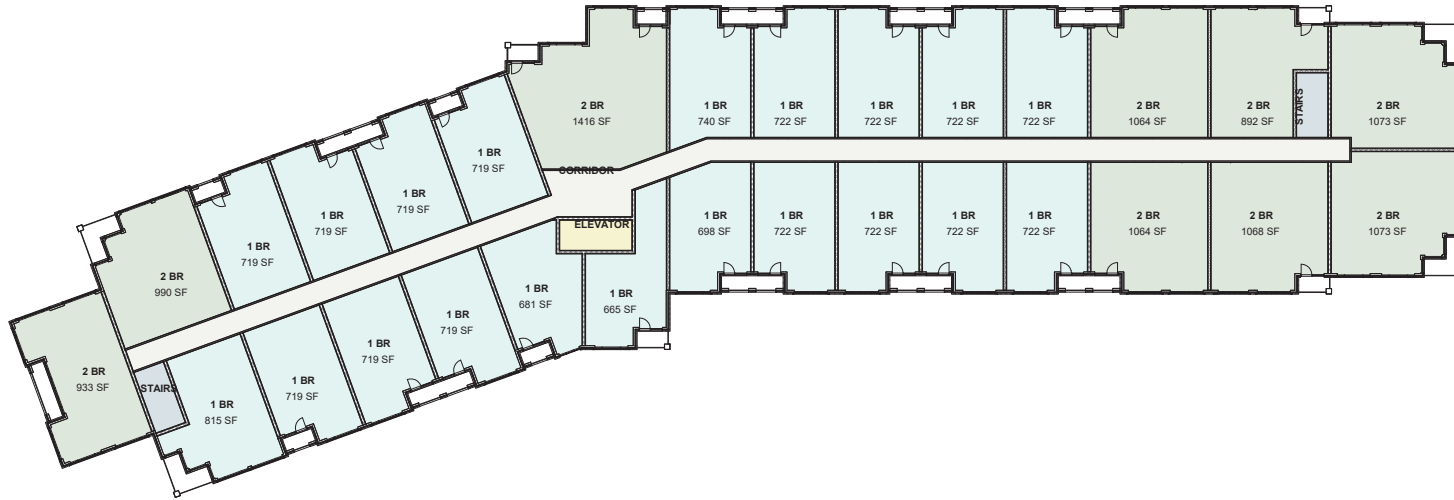 2 BR
1416 SF
1 BR
740 SF
1 BR
722 SF
1 BR
722 SF
1 BR
722 SF
1 BR
722 SF
2 BR
1064 SF
2 BR
892 SF
STAIRS
2 BR
1073 SF
1 BR
719 SF
1 BR
719 SF
1 BR
719 SF
1 BR
719 SF
CORRIDOR
ELEVATOR
2 BR
990 SF
2 BR
933 SF
STAIRS
1 BR
815 SF
1 BR
719 SF
1 BR
719 SF
1 BR
719 SF
1 BR
681 SF
1 BR
665 SF
1 BR
698 SF
1 BR
722 SF
1 BR
722 SF
1 BR
722 SF
1 BR
722 SF
2 BR
1064 SF
2 BR
1068 SF
2 BR
1073 SF